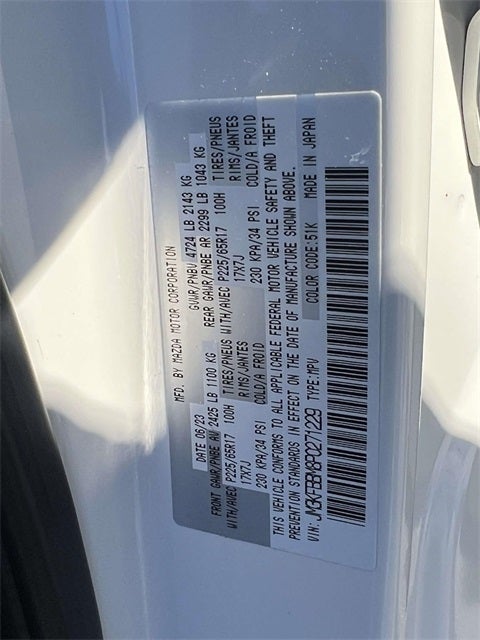 MFD. BY MAZDA MOTOR CORPORATION
DATE 06/23 GVWR/PNBV 4724 LB 2143 KG
FRONT GAWR/PNBE AV 2425 LB 1100 KG REAR GAWR/PNBE AR 2299 LB 1043 KG
WITH/AVEC P225/65R17 100H TIRES/PNEUS WITH/AVEC P225/65R17 100H TIRES/PNEUS
17X7J RIMS/JANTES 17X7J RIMS/JANTES
230 KPA/34 PSI COLD/A FROID 230 KPA/34 PSI COLD/A FROID
THIS VEHICLE CONFORMS TO ALL APPLICABLE FEDERAL MOTOR VEHICLE SAFETY AND THEFT
PREVENTION STANDARDS IN EFFECT ON THE DATE OF MANUFACTURE SHOWN ABOVE.
VIN: TYPE:MPV COLOR CODE:51K MADE IN JAPAN